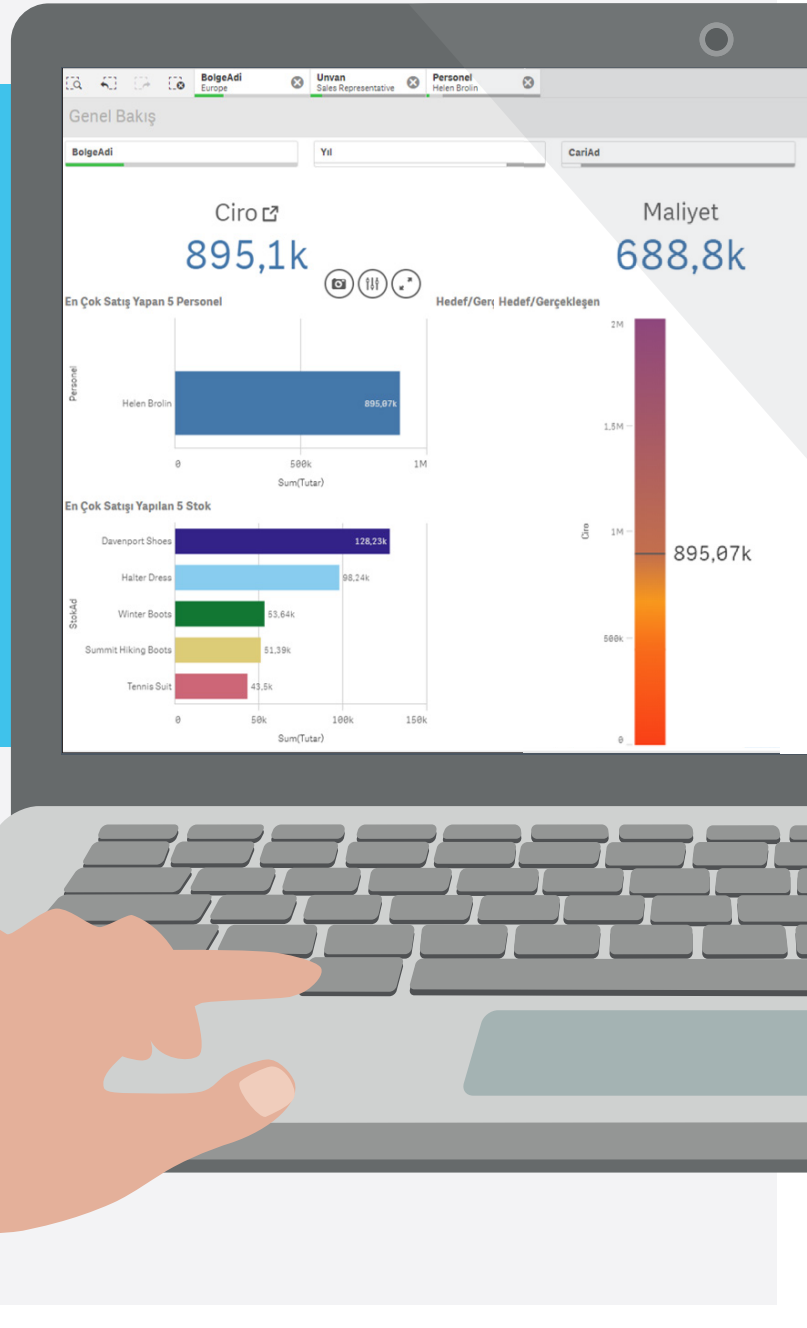 BolgeAdi
Europe
Unvan
Sales Representative
Personel
Helen Brolin
Genel Bakış
BolgeAdi
Yıl
CariAd
Ciro
895,1k
Maliyet
688,8k
En Çok Satış Yapan 5 Personel
Personel
Helen Brolin
895,07k
0 500k 1M
Sum(Tutar)
En Çok Satışı Yapılan 5 Stok
StokAd
Davenport Shoes 128,23k
Halter Dress 98,24k
Winter Boots 53,64k
Summit Hiking Boots 51,39k
Tennis Suit 43,5k
0 50k 100k 150k
Sum(Tutar)
Hedef/Gerç Hedef/Gerçekleşen
2M
1,5M
Ciro
1M
895,07k
500k
0